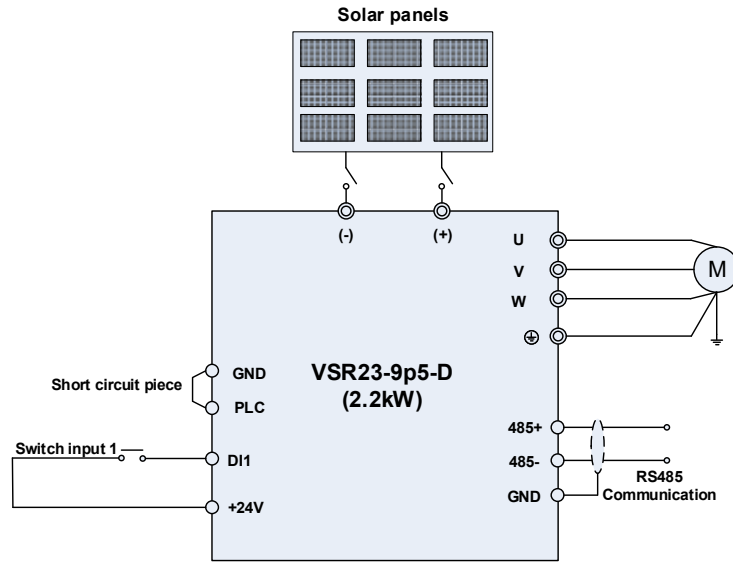 Solar panels
(-)
(+)
U
V
W
M
GND
Short circuit piece
PLC
VSR23-9p5-D
(2.2kW)
485+
Switch input 1
DI1
485-
RS485
Communication
GND
+24V